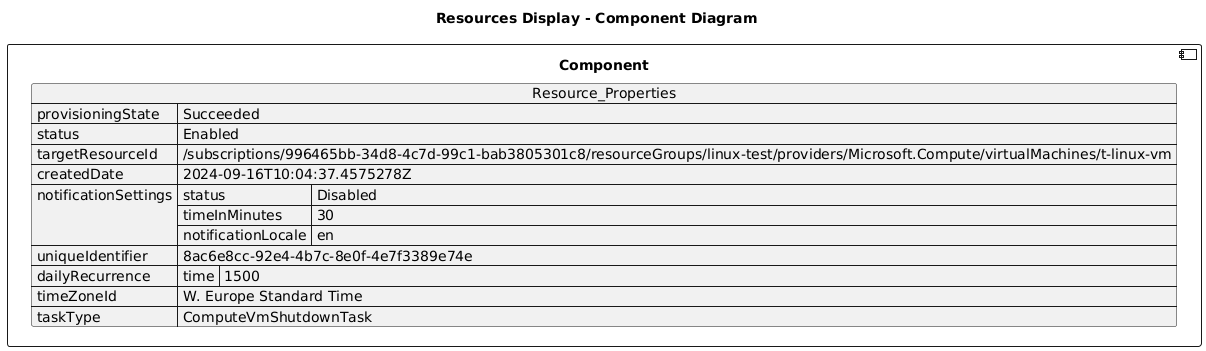 Resources Display - Component Diagram
Component
Resource_Properties
provisioningState Succeeded
status Enabled
targetResourceId /subscriptions/996465bb-34d8-4c7d-99c1-bab3805301c8/resourceGroups/linux-test/providers/Microsoft.Compute/virtualMachines/t-linux-vm
createdDate 2024-09-16T10:04:37.4575278Z
notificationSettings status Disabled
timeInMinutes 30
notificationLocale en
uniqueIdentifier 8ac6e8cc-92e4-4b7c-8e0f-4e7f3389e74e
dailyRecurrence time 1500
timeZoneId W. Europe Standard Time
taskType ComputeVmShutdownTask